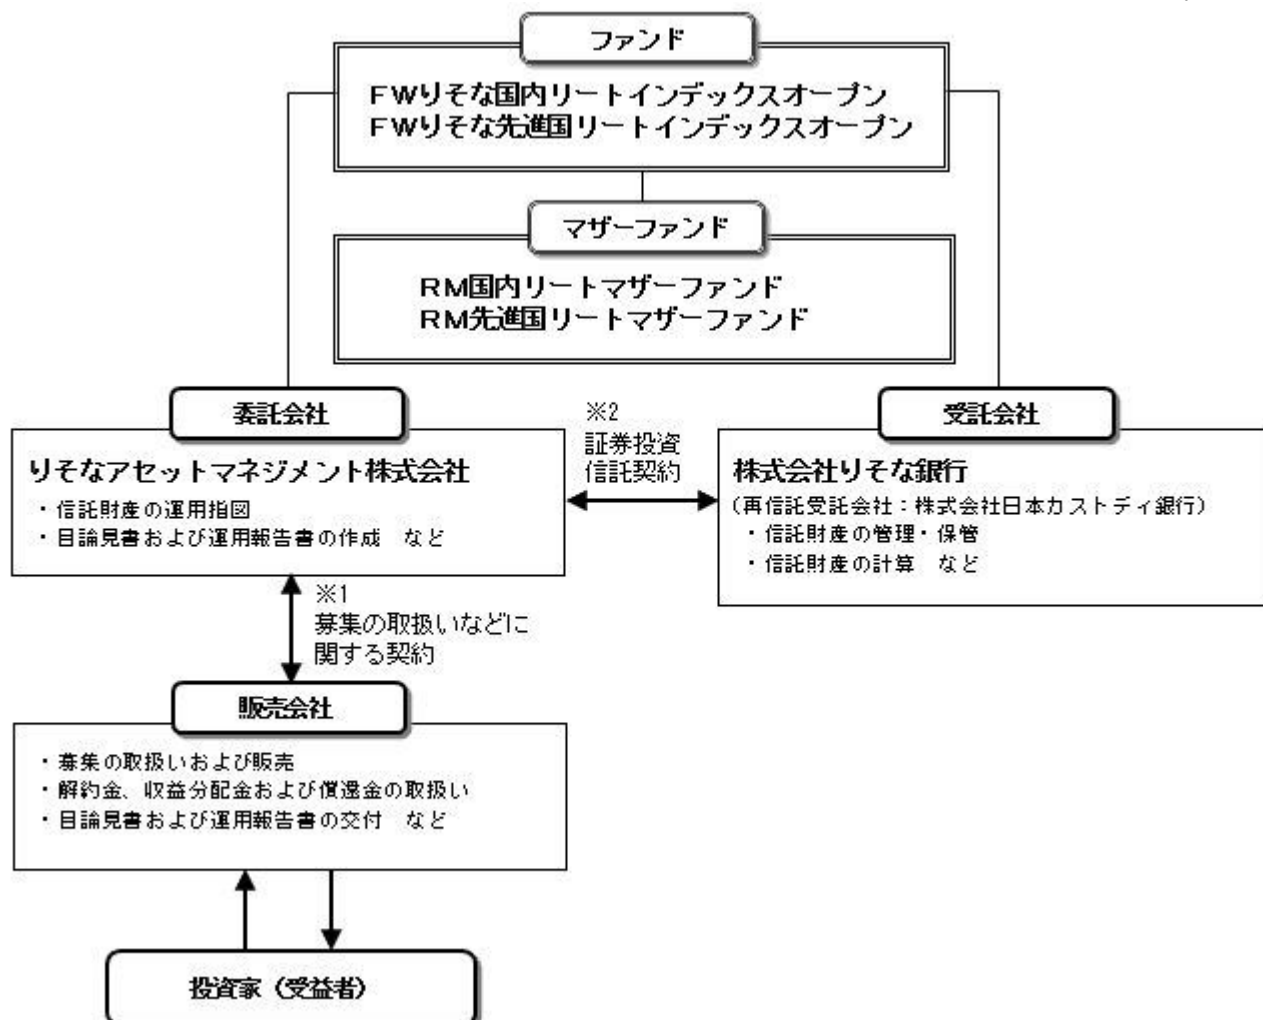 ファンド
ＦＷりそな国内リートインデックスオープン
ＦＷりそな先進国リートインデックスオープン
マザーファンド
ＲＭ国内リートマザーファンド
ＲＭ先進国リートマザーファンド
委託会社
りそなアセットマネジメント株式会社
・信託財産の運用指図
・目論見書および運用報告書の作成　など
※2
証券投資
信託契約
受託会社
株式会社りそな銀行
（再信託受託会社：株式会社日本カストディ銀行）
・信託財産の管理・保管
・信託財産の計算　など
※1
募集の取扱いなどに
関する契約
販売会社
・募集の取扱いおよび販売
・解約金、収益分配金および償還金の取扱い
・目論見書および運用報告書の交付　など
投資家（受益者）